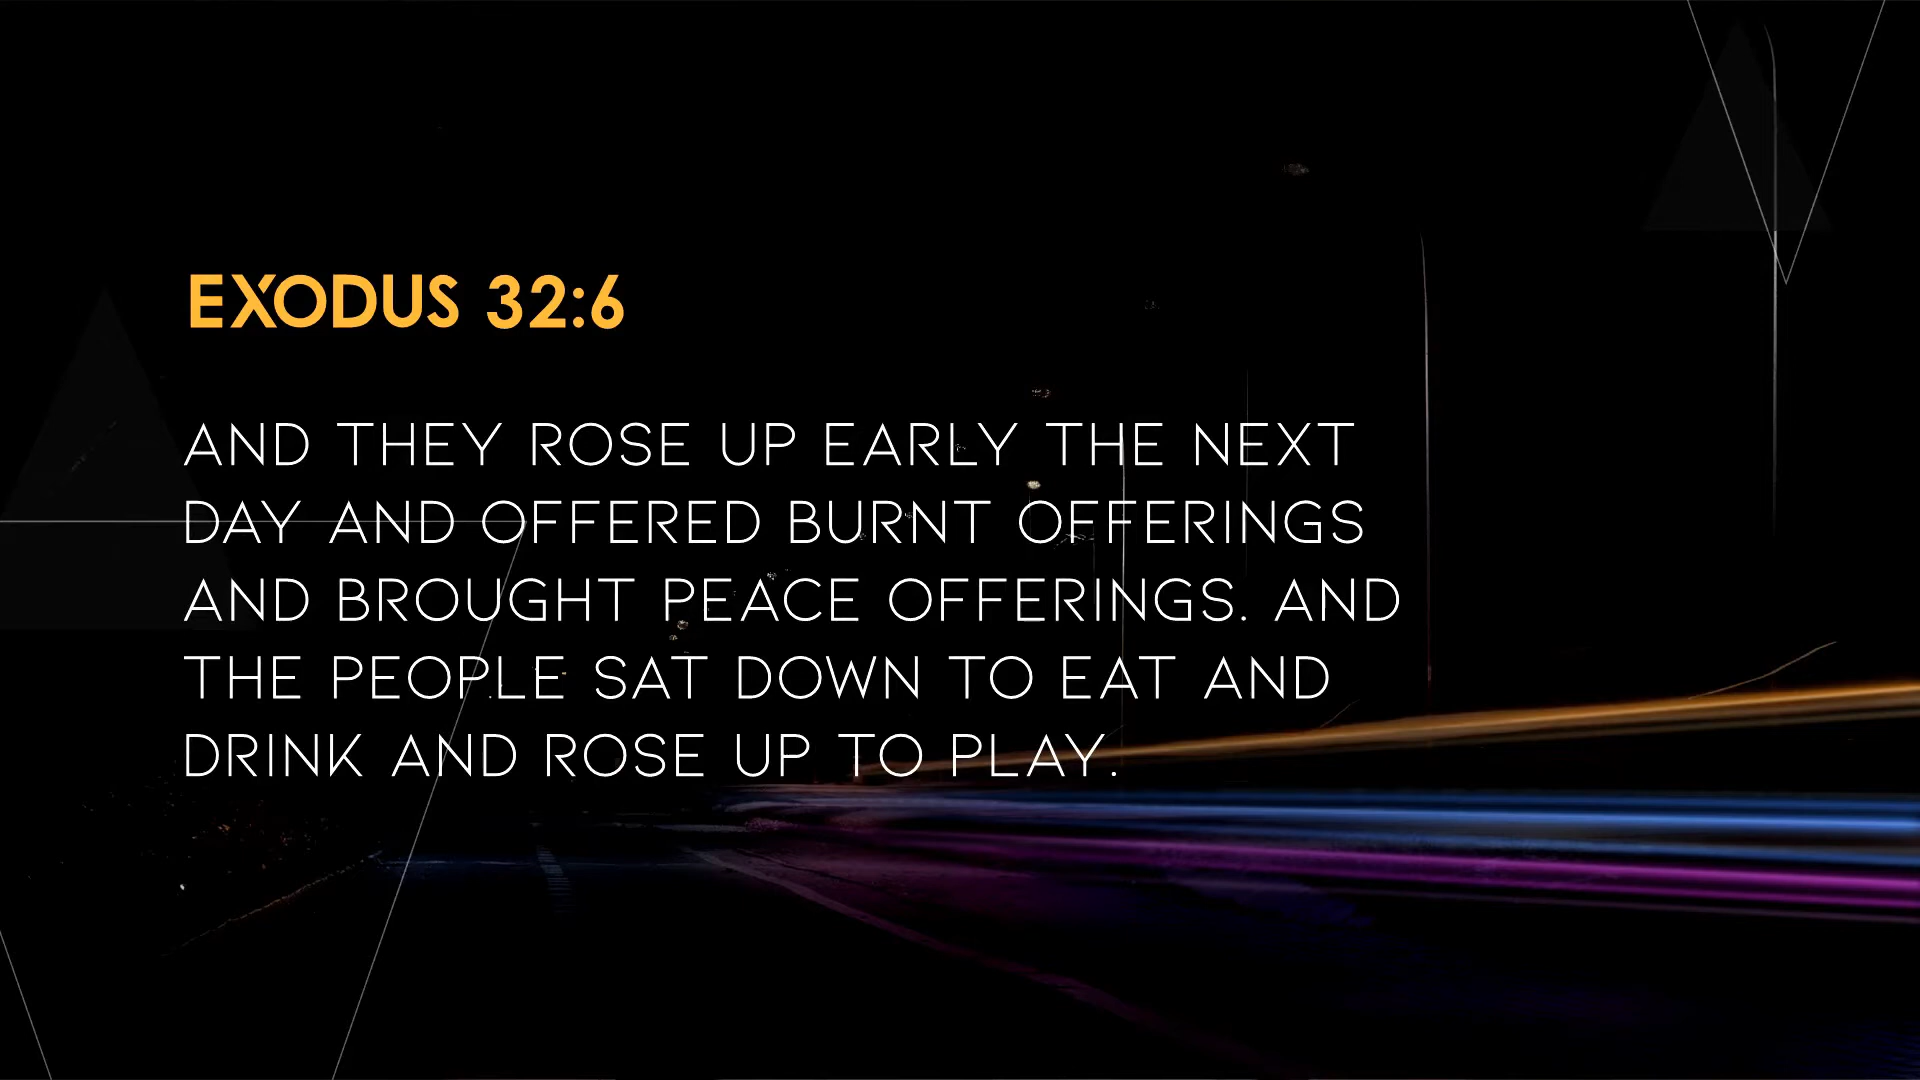 EXODUS 32:6
AND THEY ROSE UP EARLY THE NEXT
DAY AND OFFERED BURNT OFFERINGS
AND BROUGHT PEACE OFFERINGS. AND
THE PEOPLE SAT DOWN TO EAT AND
DRINK AND ROSE UP TO PLAY.